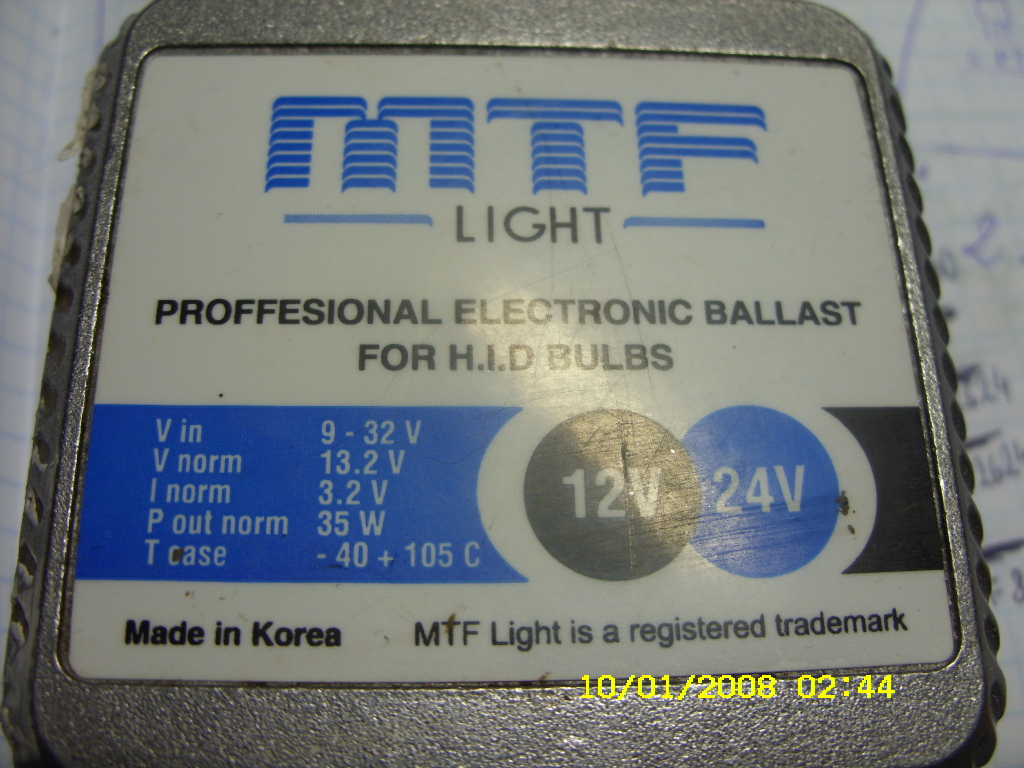 MTF
LIGHT
PROFFESIONAL ELECTRONIC BALLAST
FOR H.I.D BULBS
V in 9 - 32 V
V norm 13.2 V
I norm 3.2 V
P out norm 35 W
T case - 40 + 105 C
12V 24V
Made in Korea MTF Light is a registered trademark
10/01/2008 02:44